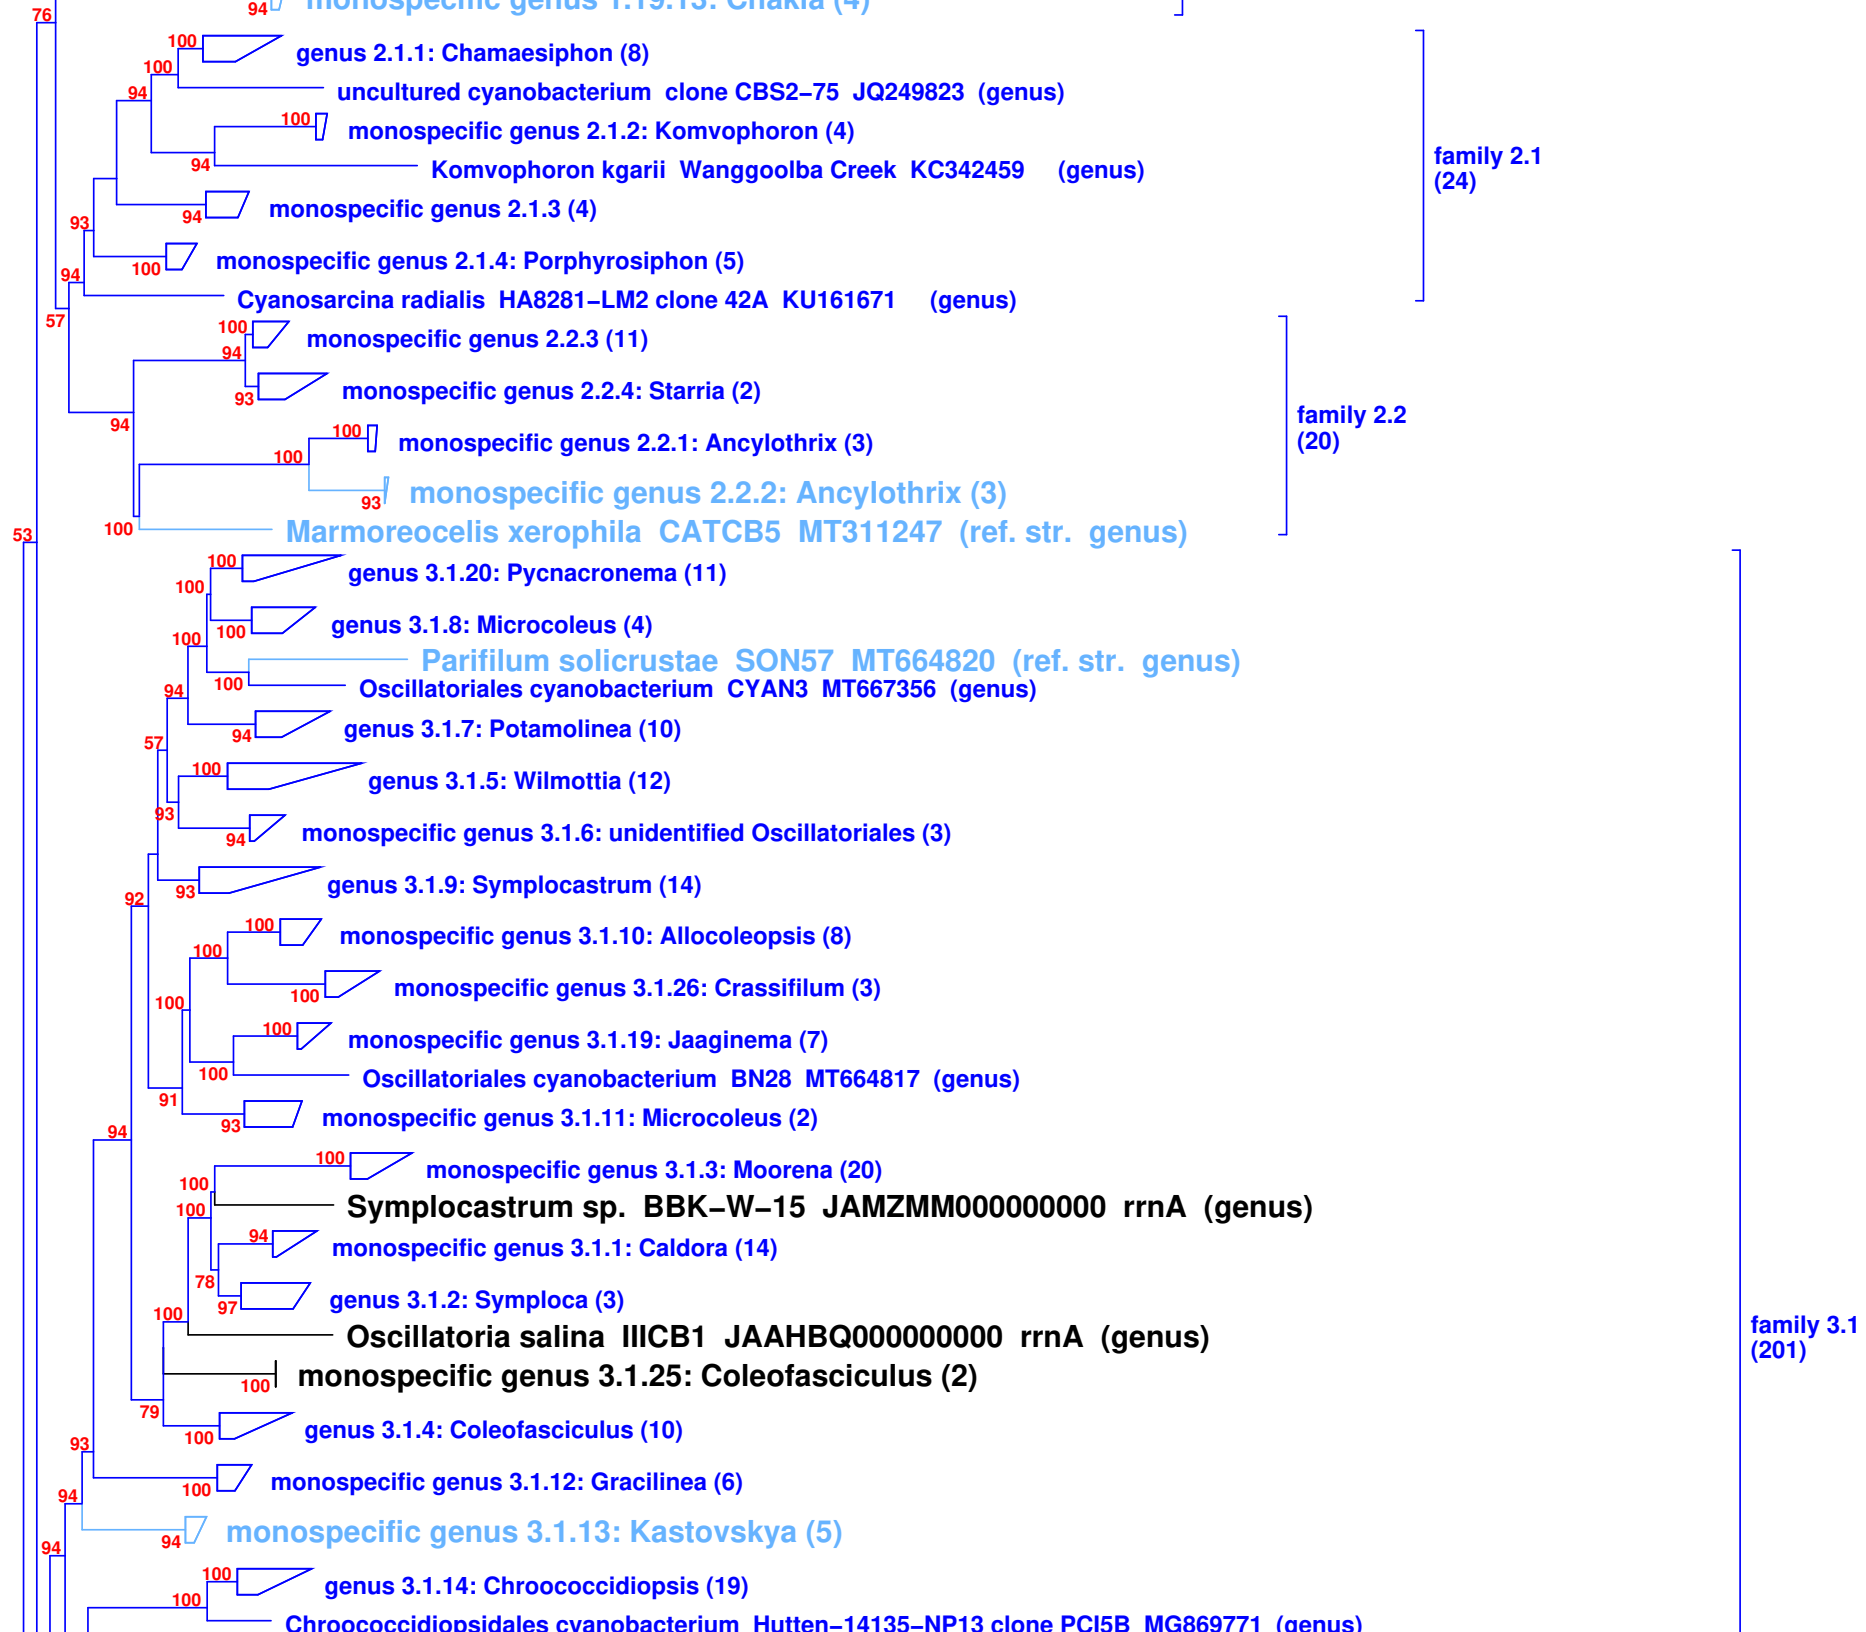 76
94
monospecific genus 1.19.13: Chakia (4)
100
genus 2.1.1: Chamaesiphon (8)
100
uncultured cyanobacterium clone CBS2–75 JQ249823 (genus)
94
100
monospecific genus 2.1.2: Komvophoron (4)
94
Komvophoron kgarii Wanggoolba Creek KC342459 (genus)
family 2.1
(24)
94
monospecific genus 2.1.3 (4)
93
100
monospecific genus 2.1.4: Porphyrosiphon (5)
94
Cyanosarcina radialis HA8281–LM2 clone 42A KU161671 (genus)
57
100
monospecific genus 2.2.3 (11)
94
93
monospecific genus 2.2.4: Starria (2)
94
family 2.2
(20)
100
monospecific genus 2.2.1: Ancylothrix (3)
100
93
monospecific genus 2.2.2: Ancylothrix (3)
100
Marmoreocelis xerophila CATCB5 MT311247 (ref. str. genus)
53
100
genus 3.1.20: Pycnacronema (11)
100
100
genus 3.1.8: Microcoleus (4)
100
Parifilum solicrustae SON57 MT664820 (ref. str. genus)
100
Oscillatoriales cyanobacterium CYAN3 MT667356 (genus)
94
94
genus 3.1.7: Potamolinea (10)
57
100
genus 3.1.5: Wilmottia (12)
93
94
monospecific genus 3.1.6: unidentified Oscillatoriales (3)
93
genus 3.1.9: Symplocastrum (14)
92
100
monospecific genus 3.1.10: Allocoleopsis (8)
100
100
monospecific genus 3.1.26: Crassifilum (3)
100
100
monospecific genus 3.1.19: Jaaginema (7)
100
Oscillatoriales cyanobacterium BN28 MT664817 (genus)
91
93
monospecific genus 3.1.11: Microcoleus (2)
94
100
monospecific genus 3.1.3: Moorena (20)
100
Symplocastrum sp. BBK–W–15 JAMZMM000000000 rrnA (genus)
100
94
monospecific genus 3.1.1: Caldora (14)
78
97
genus 3.1.2: Symploca (3)
100
Oscillatoria salina IIICB1 JAAHBQ000000000 rrnA (genus)
family 3.1
(201)
100
monospecific genus 3.1.25: Coleofasciculus (2)
79
100
genus 3.1.4: Coleofasciculus (10)
93
100
monospecific genus 3.1.12: Gracilinea (6)
94
94
monospecific genus 3.1.13: Kastovskya (5)
94
100
genus 3.1.14: Chroococcidiopsis (19)
100
Chroococcidiopsidales cyanobacterium Hutten–14135–NP13 clone PCI5B MG869771 (genus)